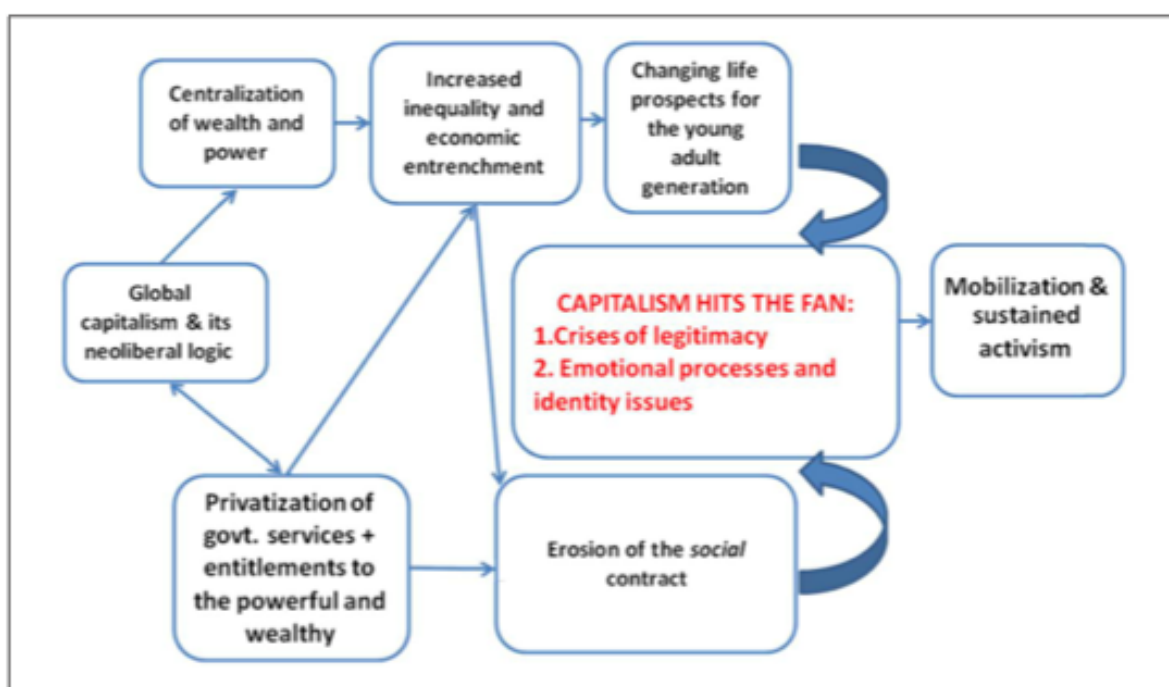 Centralization
of wealth and
power
Increased
inequality and
economic
entrenchment
Changing life
prospects for
the young
adult
generation
Global
capitalism & its
neoliberal logic
CAPITALISM HITS THE FAN:
1.Crises of legitimacy
2. Emotional processes and
identity issues
Mobilization &
sustained
activism
Privatization of
govt. services +
entitlements to
the powerful and
wealthy
Erosion of the social
contract